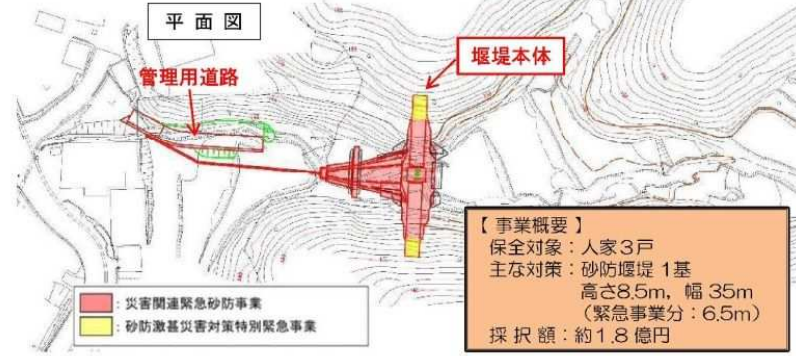 平面図
堰堤本体
管理用道路
【 事業概要 】
保全対象：人家３戸
主な対策：砂防堰堤 1基
高さ8.5m，幅 35m
（緊急事業分：6.5m）
採 択 額：約1.8 億円
：災害関連緊急砂防事業
：砂防激甚災害対策特別緊急事業